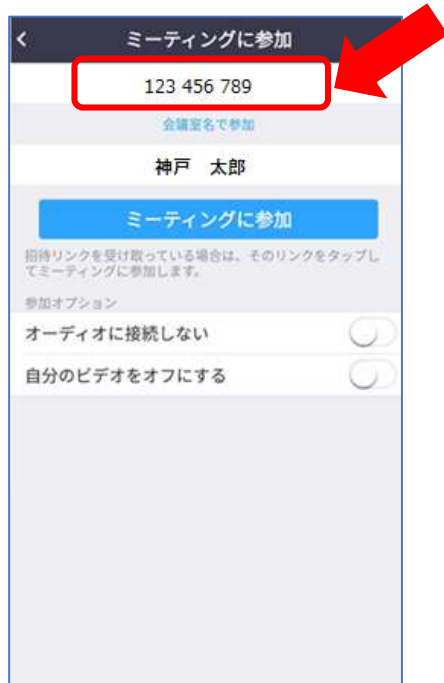 ミーティングに参加
123 456 789
会議室名で参加
神戸 太郎
ミーティングに参加
招待リンクを受け取っている場合は、そのリンクをタップし
てミーティングに参加します。
参加オプション
オーディオに接続しない
自分のビデオをオフにする